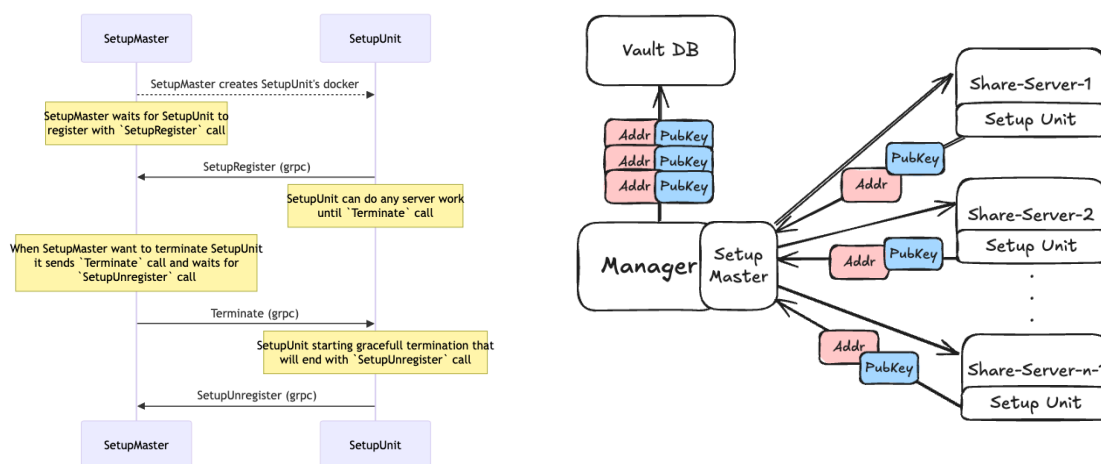 SetupMaster
SetupUnit
SetupMaster creates SetupUnit's docker
SetupMaster waits for SetupUnit to
register with `SetupRegister` call
SetupRegister (grpc)
SetupUnit can do any server work
until `Terminate` call
When SetupMaster want to terminate SetupUnit
it sends `Terminate` call and waits for
`SetupUnregister` call
Terminate (grpc)
SetupUnit starting gracefull termination that
will end with `SetupUnregister` call
SetupUnregister (grpc)
SetupMaster
SetupUnit
Vault DB
Addr PubKey
Addr PubKey
Addr PubKey
Manager
Setup
Master
Share-Server-1
Setup Unit
PubKey
Addr
Share-Server-2
Setup Unit
PubKey
Addr
.
.
.
Share-Server-n-1
Setup Unit
Addr
PubKey